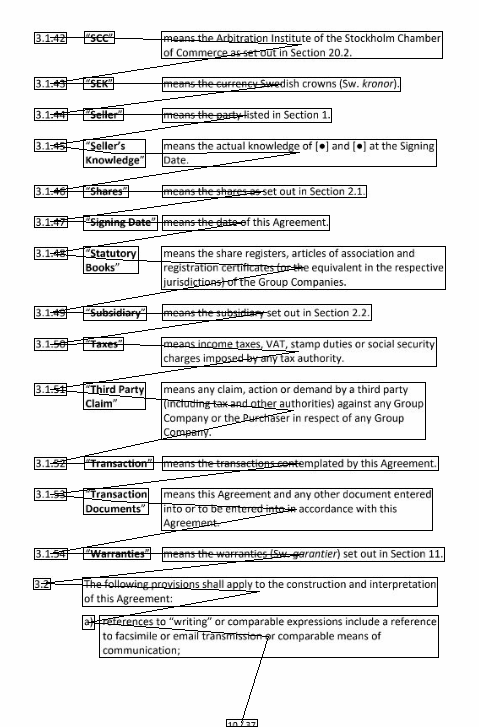 3.1.42 "SCC" means the Arbitration Institute of the Stockholm Chamber
of Commerce as set out in Section 20.2.
3.1.43 "SEK" means the currency Swedish crowns (Sw. kronor).
3.1.44 "Seller" means the party listed in Section 1.
3.1.45 "Seller's means the actual knowledge of [●] and [●] at the Signing
Knowledge" Date.
3.1.46 "Shares" means the shares as set out in Section 2.1.
3.1.47 "Signing Date" means the date of this Agreement.
3.1.48 "Statutory means the share registers, articles of association and
Books" registration certificates (or the equivalent in the respective
jurisdictions) of the Group Companies.
3.1.49 "Subsidiary" means the subsidiary set out in Section 2.2.
3.1.50 "Taxes" means income taxes, VAT, stamp duties or social security
charges imposed by any tax authority.
3.1.51 "Third Party means any claim, action or demand by a third party
Claim" (including tax and other authorities) against any Group
Company or the Purchaser in respect of any Group
Company.
3.1.52 "Transaction" means the transactions contemplated by this Agreement.
3.1.53 "Transaction means this Agreement and any other document entered
Documents" into or to be entered into in accordance with this
Agreement.
3.1.54 "Warranties" means the warranties (Sw. garantier) set out in Section 11.
3.2 The following provisions shall apply to the construction and interpretation
of this Agreement:
a) references to "writing" or comparable expressions include a reference
to facsimile or email transmission or comparable means of
communication;
10 / 37